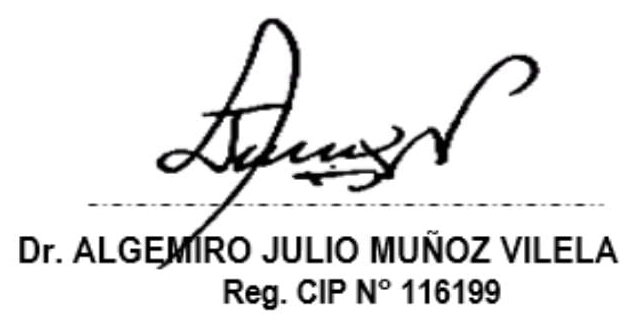 Dr. ALGEMIRO JULIO MUÑOZ VILELA
Reg. CIP N° 116199